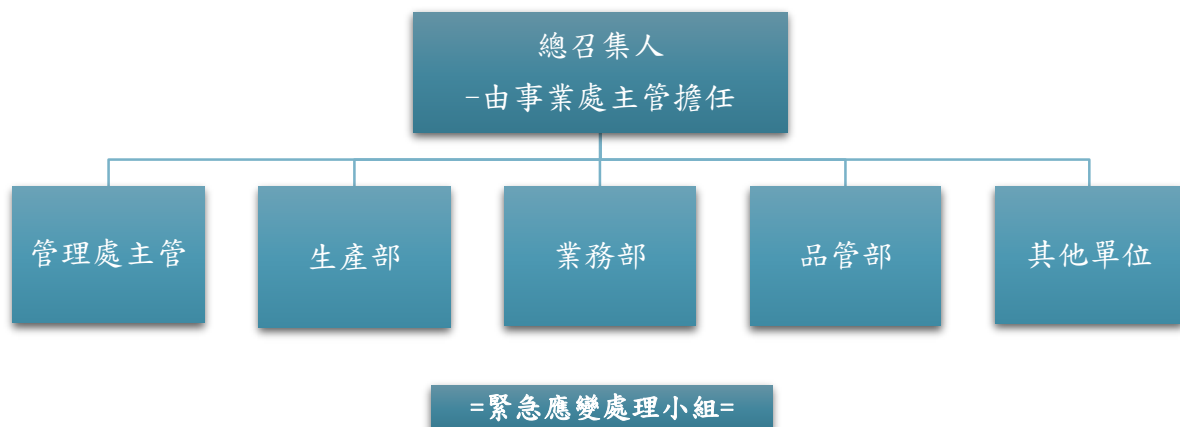 總召集人
-由事業處主管擔任
管理處主管
生產部
業務部
品管部
其他單位
=緊急應變處理小組=